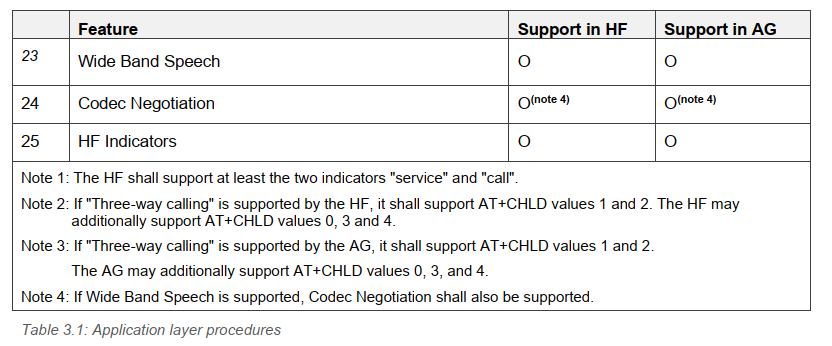 Feature Support in HF Support in AG
23 Wide Band Speech O O
24 Codec Negotiation O(note 4) O(note 4)
25 HF Indicators O O
Note 1: The HF shall support at least the two indicators "service" and "call".
Note 2: If "Three-way calling" is supported by the HF, it shall support AT+CHLD values 1 and 2. The HF may
additionally support AT+CHLD values 0, 3 and 4.
Note 3: If "Three-way calling" is supported by the AG, it shall support AT+CHLD values 1 and 2.
The AG may additionally support AT+CHLD values 0, 3, and 4.
Note 4: If Wide Band Speech is supported, Codec Negotiation shall also be supported.
Table 3.1: Application layer procedures